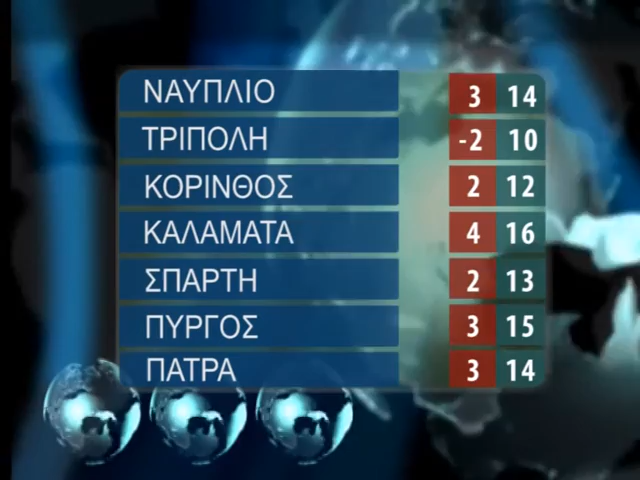 ΝΑΥΠΛΙΟ 3 14
ΤΡΙΠΟΛΗ -2 10
ΚΟΡΙΝΘΟΣ 2 12
ΚΑΛΑΜΑΤΑ 4 16
ΣΠΑΡΤΗ 2 13
ΠΥΡΓΟΣ 3 15
ΠΑΤΡΑ 3 14